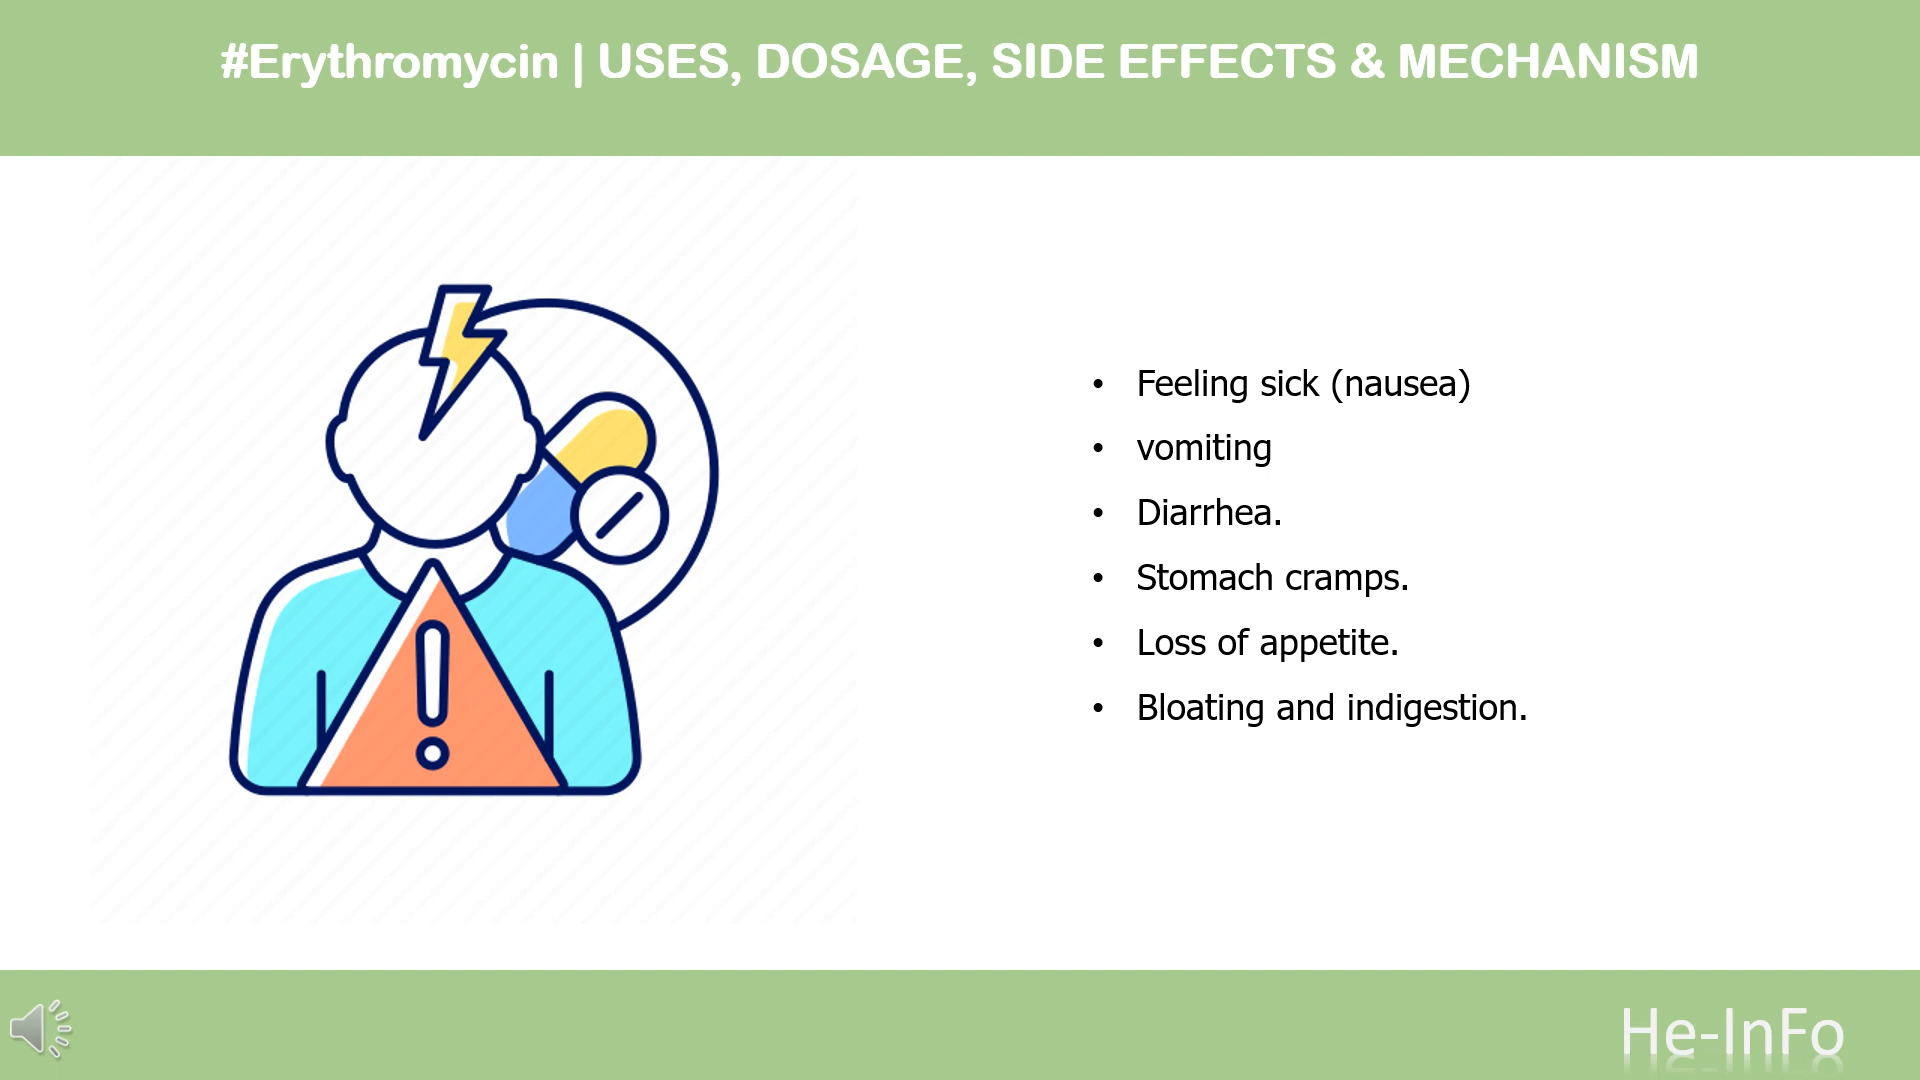 #Erythromycin | USES, DOSAGE, SIDE EFFECTS & MECHANISM
• Feeling sick (nausea)
• vomiting
• Diarrhea.
• Stomach cramps.
• Loss of appetite.
• Bloating and indigestion.
He-InFo